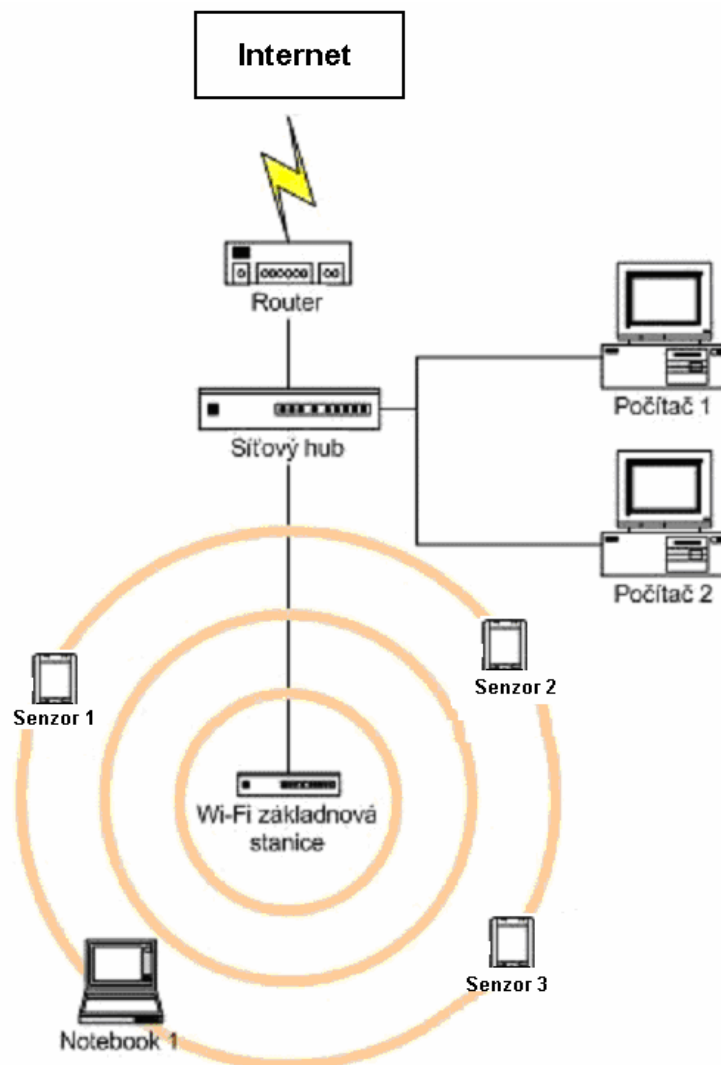 Internet
Router
Síťový hub
Počítač 1
Počítač 2
Senzor 1
Senzor 2
Wi-Fi základnová
stanice
Senzor 3
Notebook 1